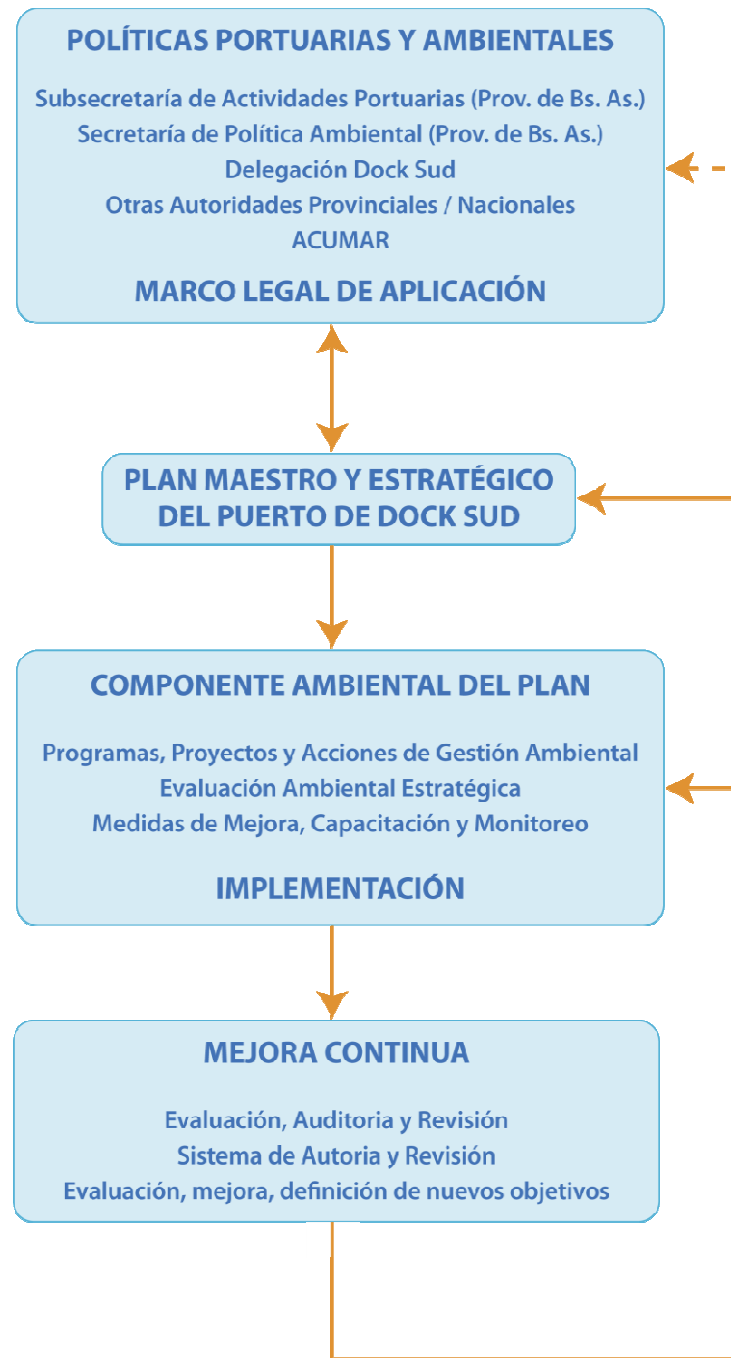 POLÍTICAS PORTUARIAS Y AMBIENTALES
Subsecretaría de Actividades Portuarias (Prov. de Bs. As.)
Secretaría de Política Ambiental (Prov. de Bs. As.)
Delegación Dock Sud
Otras Autoridades Provinciales / Nacionales
ACUMAR
MARCO LEGAL DE APLICACIÓN
PLAN MAESTRO Y ESTRATÉGICO
DEL PUERTO DE DOCK SUD
COMPONENTE AMBIENTAL DEL PLAN
Programas, Proyectos y Acciones de Gestión Ambiental
Evaluación Ambiental Estratégica
Medidas de Mejora, Capacitación y Monitoreo
IMPLEMENTACIÓN
MEJORA CONTINUA
Evaluación, Auditoria y Revisión
Sistema de Autoria y Revisión
Evaluación, mejora, definición de nuevos objetivos